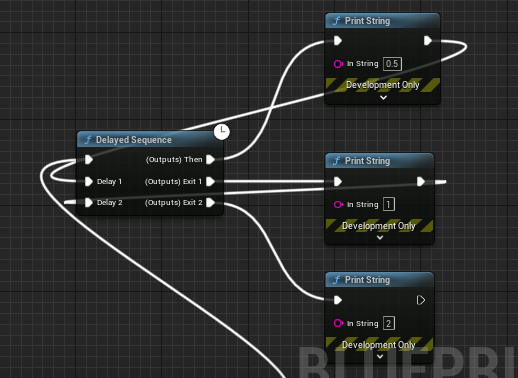 f Print String
In String 0.5
Development Only
f Delayed Sequence
(Outputs) Then
Delay 1 (Outputs) Exit 1
Delay 2 (Outputs) Exit 2
f Print String
In String 1
Development Only
f Print String
In String 2
Development Only